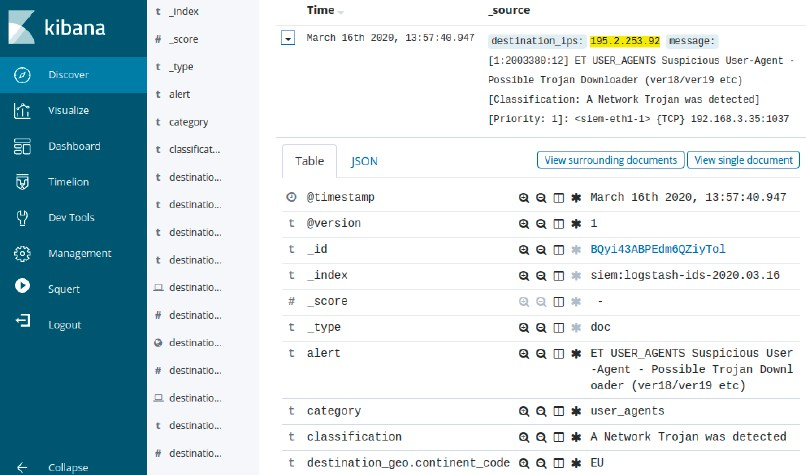 kibana
Discover
Visualize
Dashboard
Timelion
Dev Tools
Management
Squert
Logout
Collapse
t _index
# _score
t _type
t alert
t category
t classificat...
t destinatio...
t destinatio...
t destinatio...
t destinatio...
destinatio...
# destinatio...
destinatio...
# destinatio...
destinatio...
t destinatio...
# destinatio...
Time _source
March 16th 2020, 13:57:40.947 destination_ips: 195.2.253.92 message:
[1:2003380:12] ET USER_AGENTS Suspicious User-Agent -
Possible Trojan Downloader (ver18/ver19 etc)
[Classification: A Network Trojan was detected]
[Priority: 1]: <siem-eth1-1> {TCP} 192.168.3.35:1037
Table JSON View surrounding documents View single document
@timestamp March 16th 2020, 13:57:40.947
t @version 1
t _id BQyi43ABPEdm6QZiyTol
t _index siem:logstash-ids-2020.03.16
# _score -
t _type doc
t alert ET USER_AGENTS Suspicious User
-Agent - Possible Trojan Downl
oader (ver18/ver19 etc)
t category user_agents
t classification A Network Trojan was detected
t destination_geo.continent_code EU